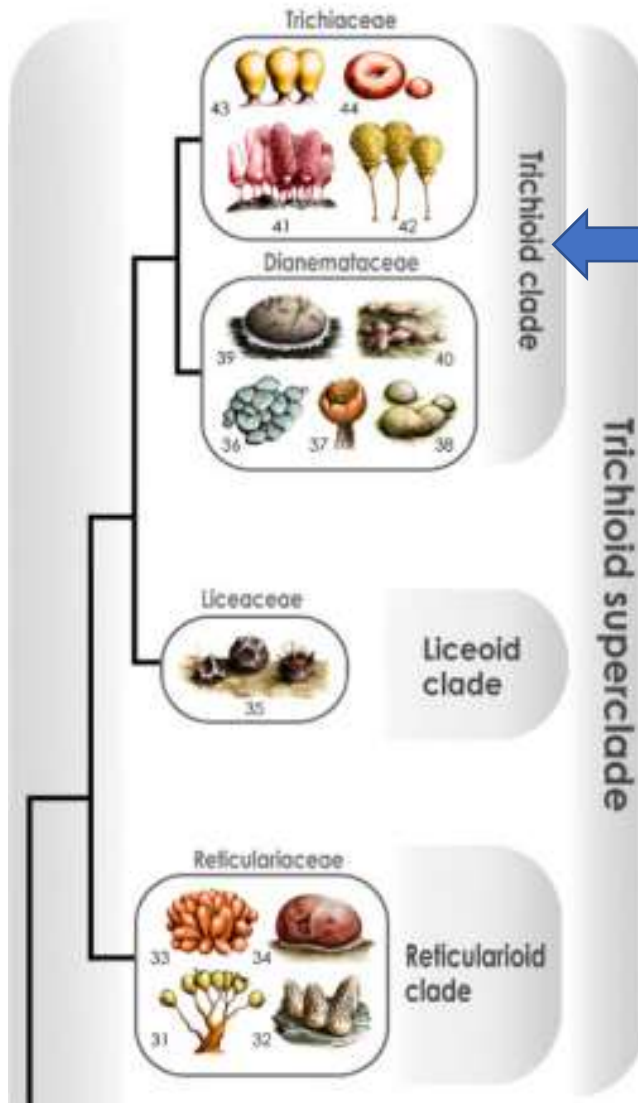 Trichiaceae
43
44
41
42
Trichioid clade
Dianemataceae
39
40
36
37
38
Trichioid superclade
Liceaceae
35
Liceoid
clade
Reticulariaceae
33
34
31
32
Reticularioid
clade